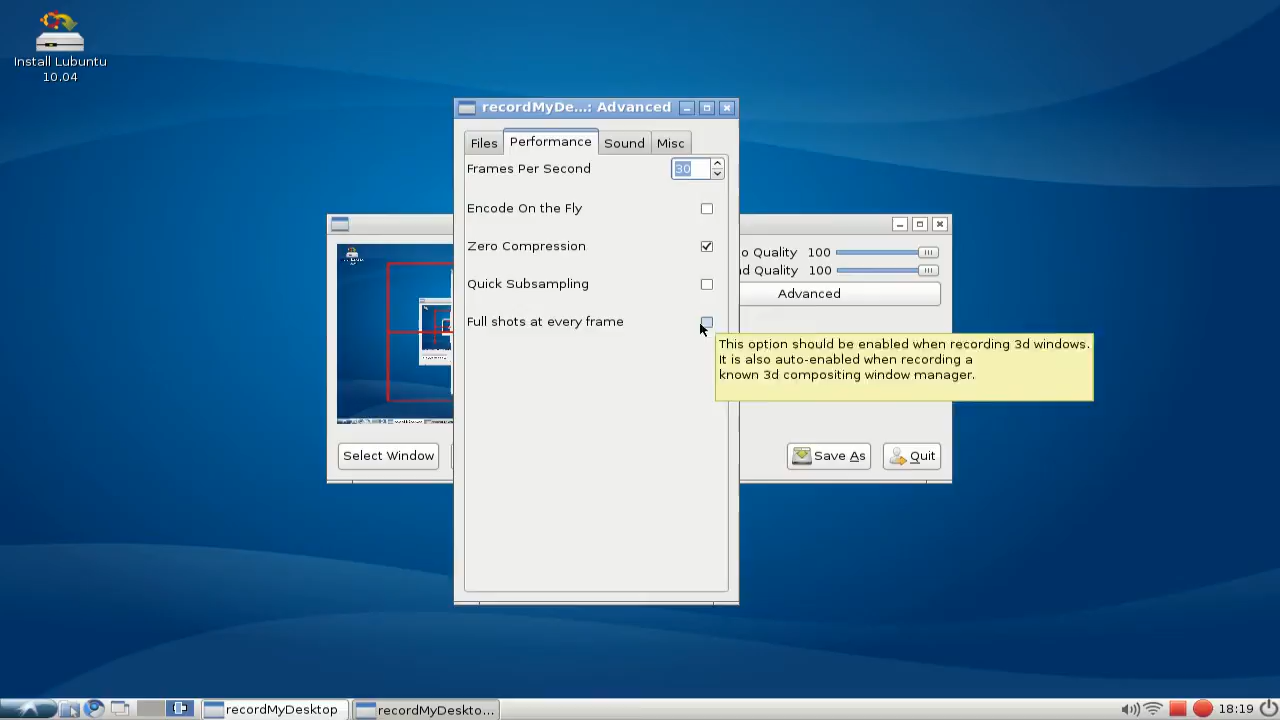 Install Lubuntu
10.04
recordMyDe...: Advanced
Files
Performance
Sound
Misc
Frames Per Second
30
Encode On the Fly
Zero Compression
Quick Subsampling
Full shots at every frame
o Quality
100
d Quality
100
Advanced
This option should be enabled when recording 3d windows.
It is also auto-enabled when recording a
known 3d compositing window manager.
Select Window
Save As
Quit
recordMyDesktop
recordMyDeskto...
18:19